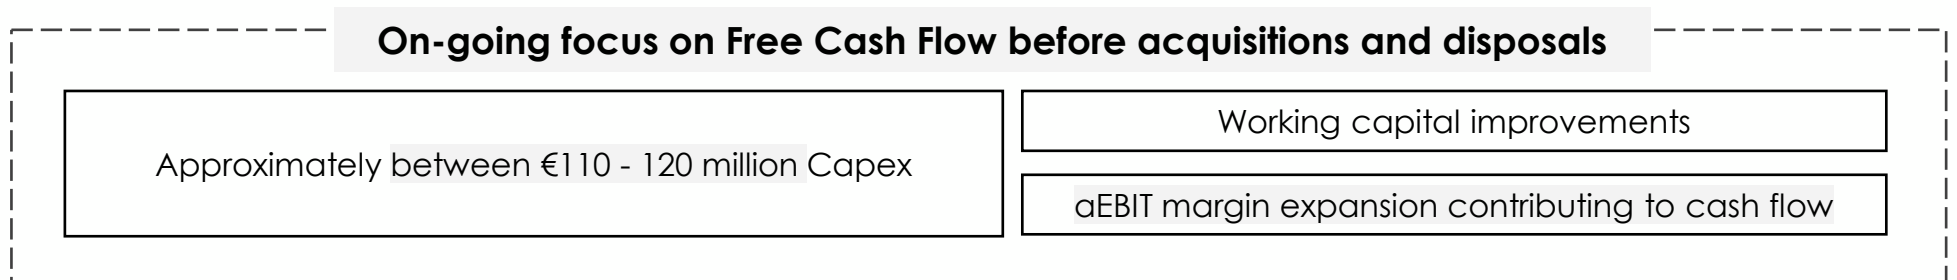 On-going focus on Free Cash Flow before acquisitions and disposals
Approximately between €110 - 120 million Capex
Working capital improvements
aEBIT margin expansion contributing to cash flow